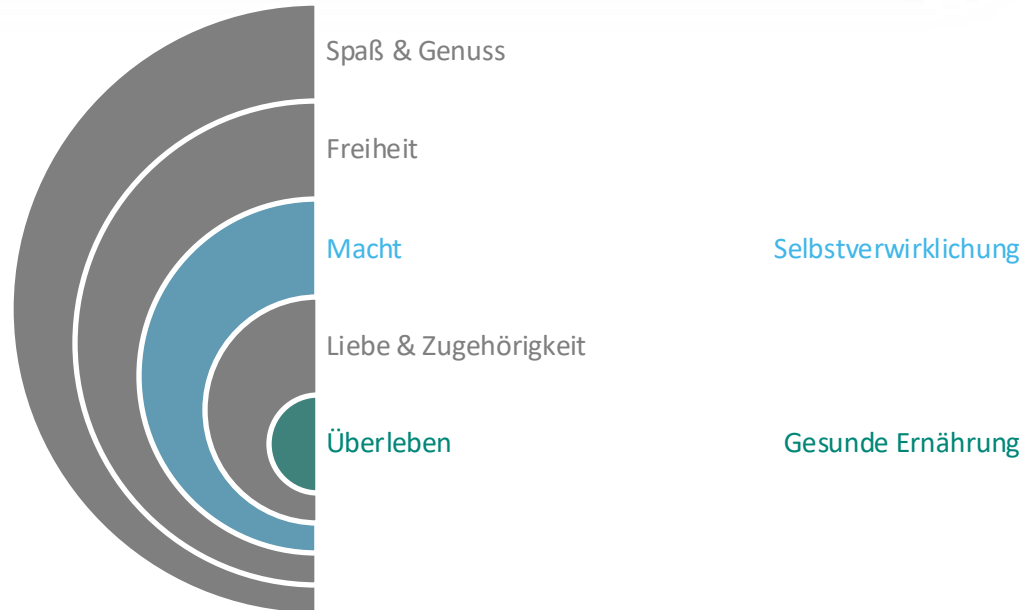 Spaß & Genuss
Freiheit
Macht Selbstverwirklichung
Liebe & Zugehörigkeit
Überleben Gesunde Ernährung